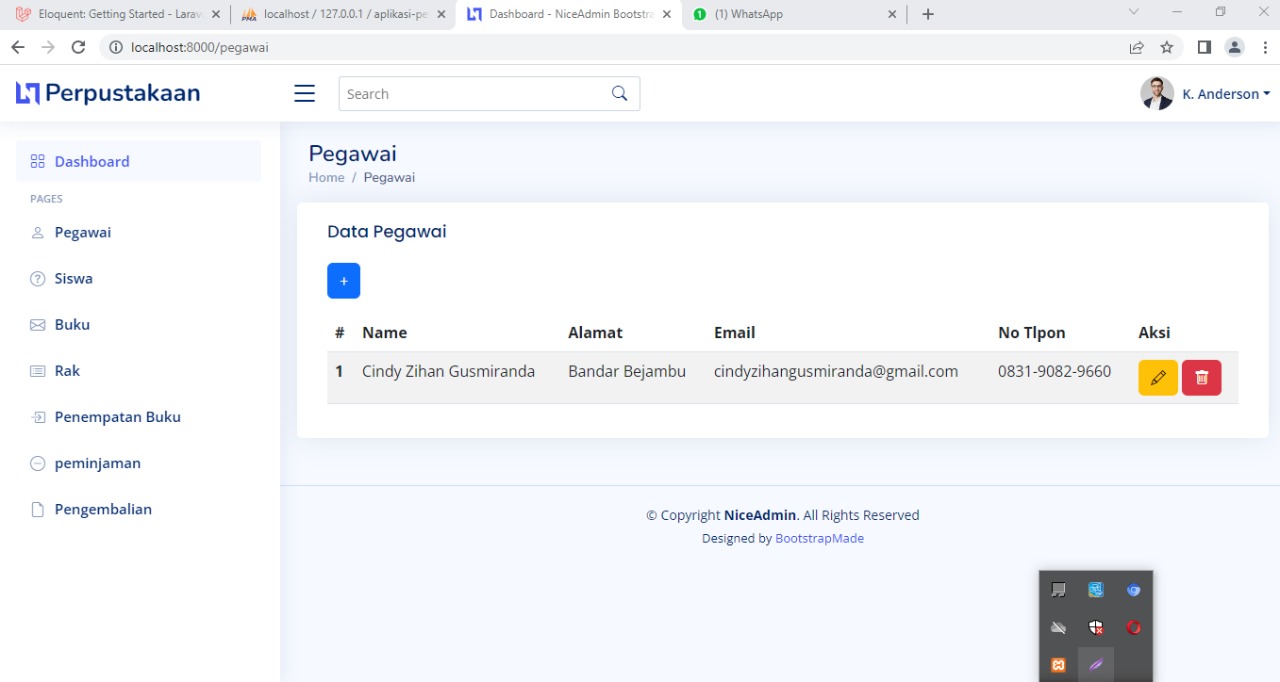 Eloquent: Getting Started - Larav
localhost / 127.0.0.1 / aplikasi-pe
Dashboard - NiceAdmin Bootstra
(1) WhatsApp
localhost:8000/pegawai
Perpustakaan
Search
K. Anderson
Dashboard
PAGES
Pegawai
Siswa
Buku
Rak
Penempatan Buku
peminjaman
Pengembalian
Pegawai
Home / Pegawai
Data Pegawai
+
# Name Alamat Email No Tlpon Aksi
1 Cindy Zihan Gusmiranda Bandar Bejambu cindyzihangusmiranda@gmail.com 0831-9082-9660
© Copyright NiceAdmin. All Rights Reserved
Designed by BootstrapMade